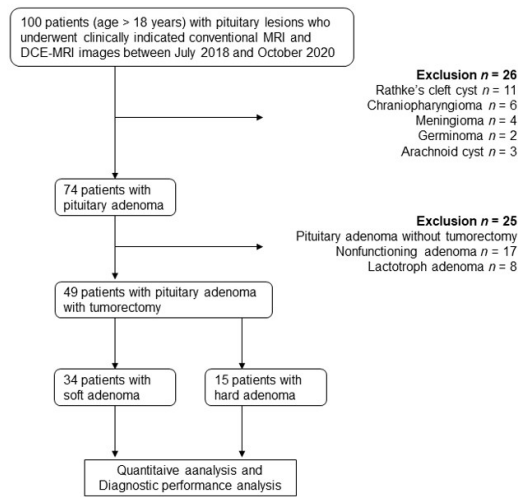 100 patients (age > 18 years) with pituitary lesions who
underwent clinically indicated conventional MRI and
DCE-MRI images between July 2018 and October 2020
Exclusion n = 26
Rathke's cleft cyst n = 11
Chraniopharyngioma n = 6
Meningioma n = 4
Germinoma n = 2
Arachnoid cyst n = 3
74 patients with
pituitary adenoma
Exclusion n = 25
Pituitary adenoma without tumorectomy
Nonfunctioning adenoma n = 17
Lactotroph adenoma n = 8
49 patients with pituitary adenoma
with tumorectomy
34 patients with
soft adenoma
15 patients with
hard adenoma
Quantitaive aanalysis and
Diagnostic performance analysis